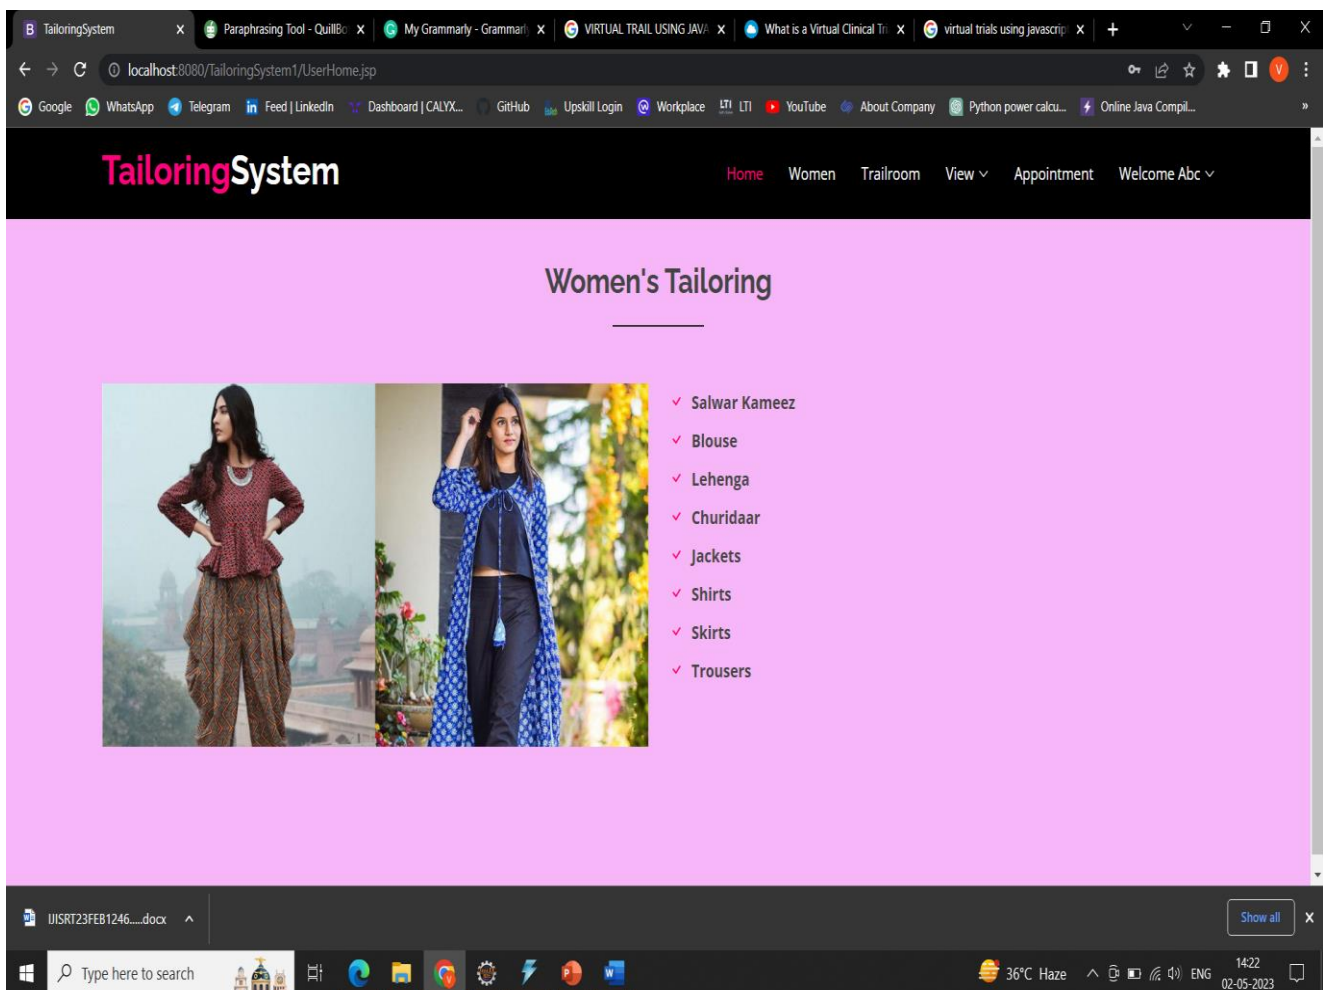 TailoringSystem
Paraphrasing Tool - QuillBo
My Grammarly - Grammarly
VIRTUAL TRAIL USING JAVA
What is a Virtual Clinical Tri
virtual trials using javascript
localhost:8080/TailoringSystem1/UserHome.jsp
V
Google WhatsApp Telegram Feed | LinkedIn Dashboard | CALYX... GitHub Upskill Login Workplace LTI YouTube About Company Python power calcu... Online Java Compil... »
TailoringSystem
Home Women Trailroom View Appointment Welcome Abc
Women's Tailoring
Salwar Kameez
Blouse
Lehenga
Churidaar
Jackets
Shirts
Skirts
Trousers
IJISRT23FEB1246.....docx
Show all
Type here to search
36°C Haze
ENG
14:22
02-05-2023